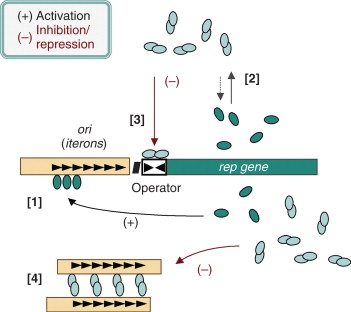 (+) Activation
(–) Inhibition/
repression
(–)
[2]
[3]
ori
(iterons)
rep gene
Operator
[1]
(+)
(–)
[4]